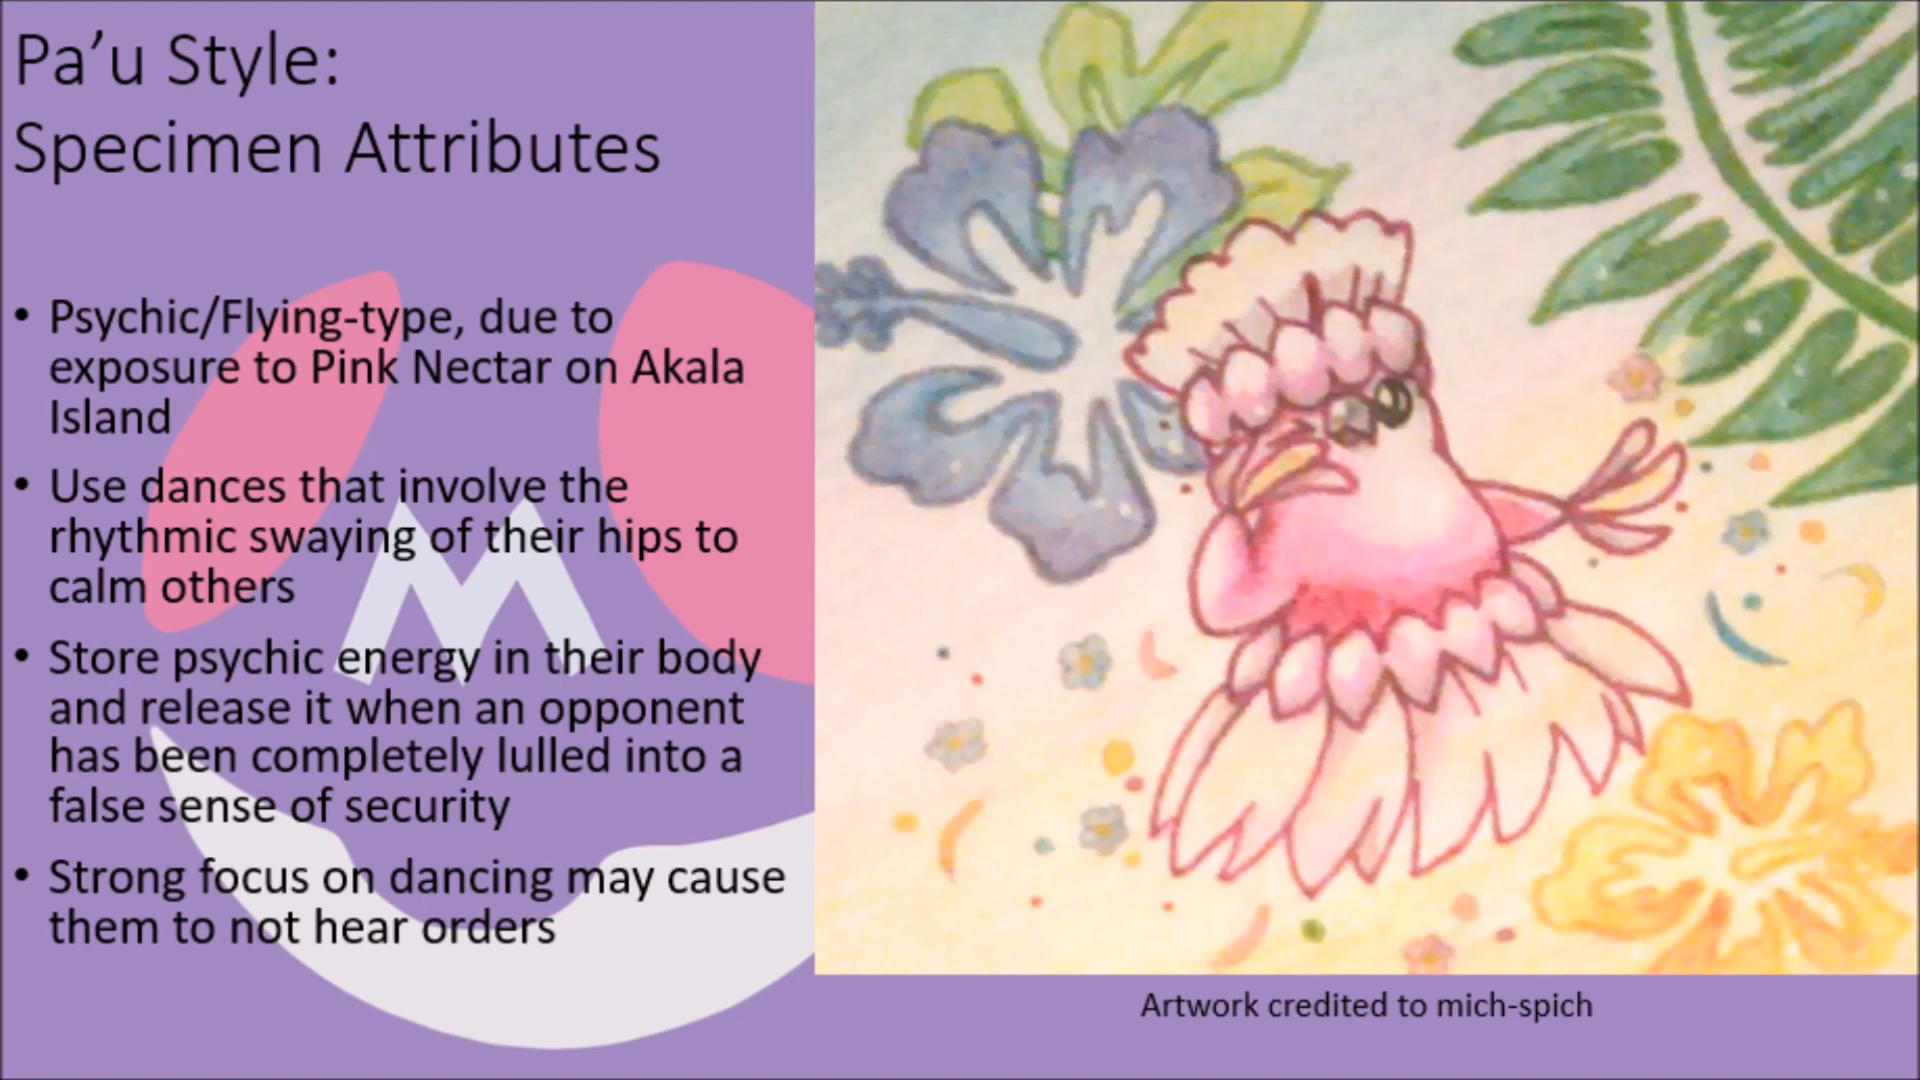 Pa’u Style:
Specimen Attributes
• Psychic/Flying-type, due to
exposure to Pink Nectar on Akala
Island
• Use dances that involve the
rhythmic swaying of their hips to
calm others
• Store psychic energy in their body
and release it when an opponent
has been completely lulled into a
false sense of security
• Strong focus on dancing may cause
them to not hear orders
M
Artwork credited to mich-spich